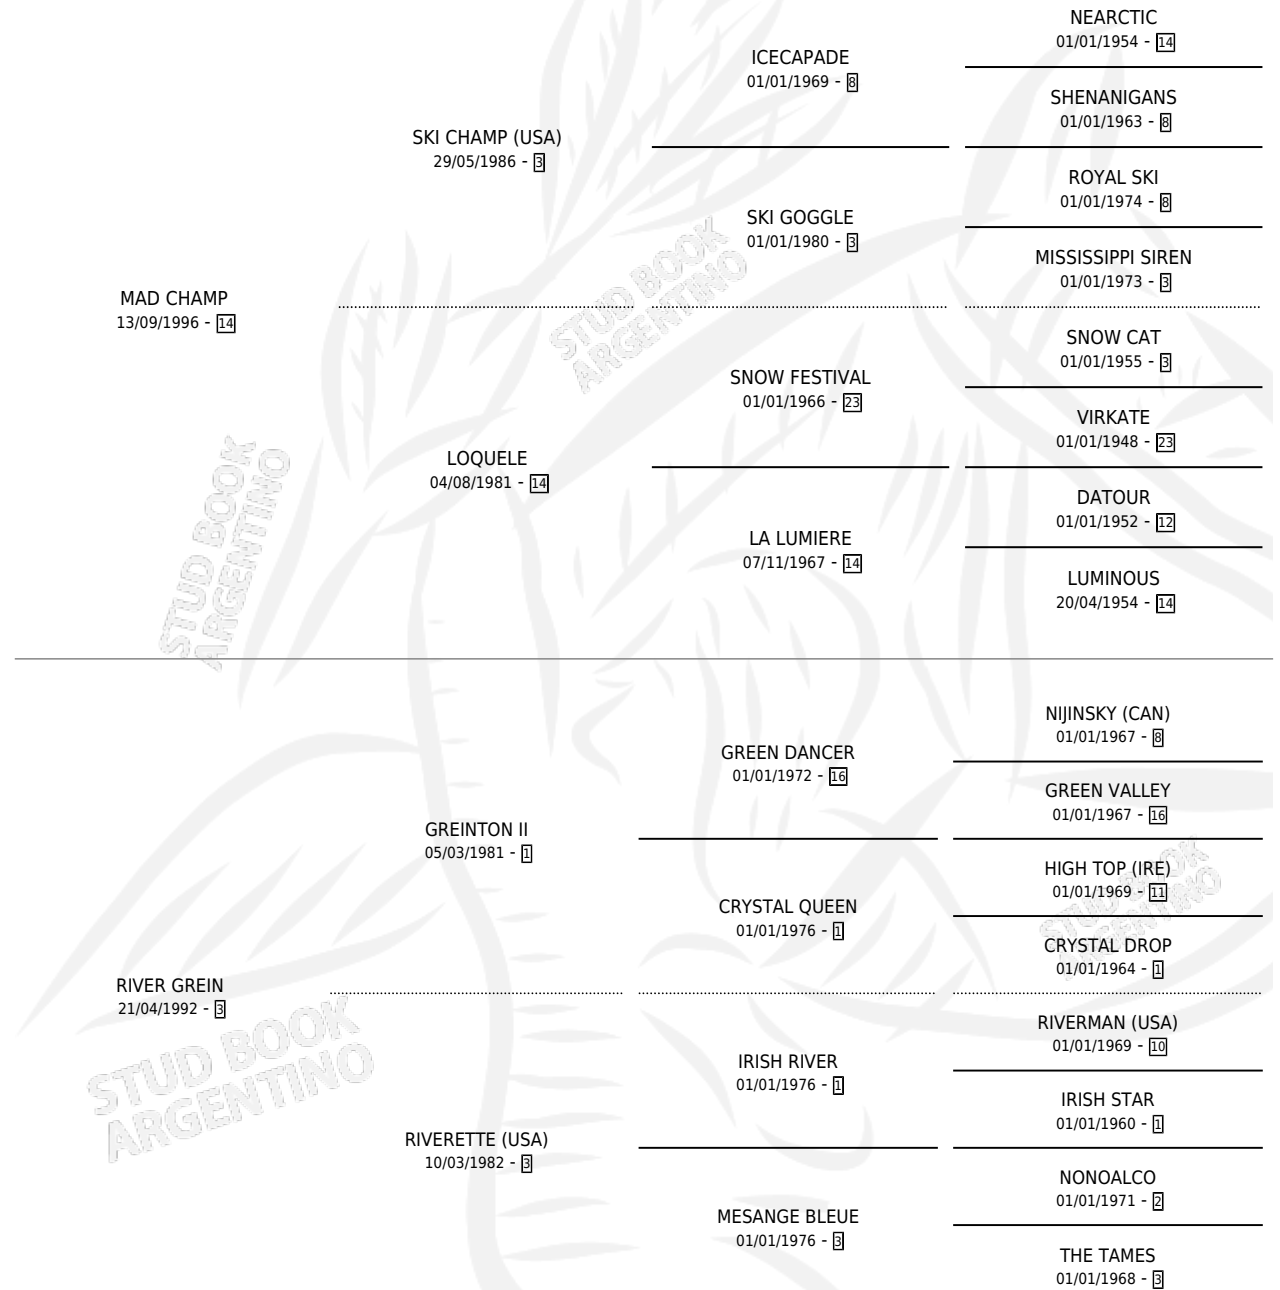 NEARCTIC
01/01/1954 - 14
ICECAPADE
01/01/1969 - 8
SHENANIGANS
01/01/1963 - 8
SKI CHAMP (USA)
29/05/1986 - 3
ROYAL SKI
01/01/1974 - 8
SKI GOGGLE
01/01/1980 - 3
MISSISSIPPI SIREN
01/01/1973 - 3
MAD CHAMP
13/09/1996 - 14
SNOW CAT
01/01/1955 - 3
SNOW FESTIVAL
01/01/1966 - 23
VIRKATE
01/01/1948 - 23
LOQUELE
04/08/1981 - 14
DATOUR
01/01/1952 - 12
LA LUMIERE
07/11/1967 - 14
LUMINOUS
20/04/1954 - 14
NIJINSKY (CAN)
01/01/1967 - 8
GREEN DANCER
01/01/1972 - 16
GREEN VALLEY
01/01/1967 - 16
GREINTON II
05/03/1981 - 1
HIGH TOP (IRE)
01/01/1969 - 11
CRYSTAL QUEEN
01/01/1976 - 1
CRYSTAL DROP
01/01/1964 - 1
RIVER GREIN
21/04/1992 - 3
RIVERMAN (USA)
01/01/1969 - 10
IRISH RIVER
01/01/1976 - 1
IRISH STAR
01/01/1960 - 1
RIVERETTE (USA)
10/03/1982 - 3
NONOALCO
01/01/1971 - 2
MESANGE BLEUE
01/01/1976 - 3
THE TAMES
01/01/1968 - 3
STUD BOOK
ARGENTINO
STUD BOOK
ARGENTINO
STUD BOOK
ARGENTINO
STUD BOOK
ARGENTINO